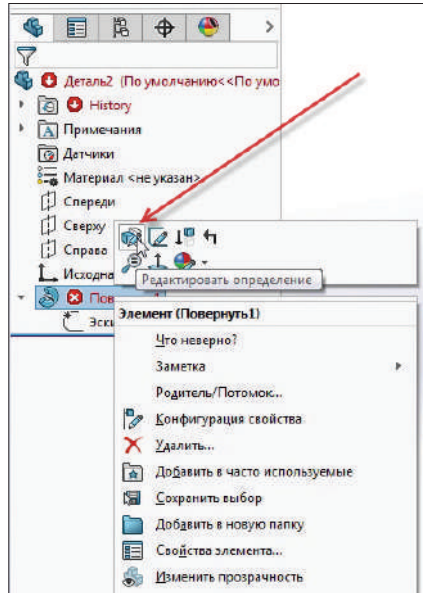 Деталь2 (По умолчанию<<По умо
History
Примечания
Датчики
Материал <не указан>
Спереди
Сверху
Справа
Исходна
Редактировать определение
Пов
Эски
Элемент (Повернуть1)
Что неверно?
Заметка
Родитель/Потомок...
Конфигурация свойства
Удалить...
Добавить в часто используемые
Сохранить выбор
Добавить в новую папку
Свойства элемента...
Изменить прозрачность